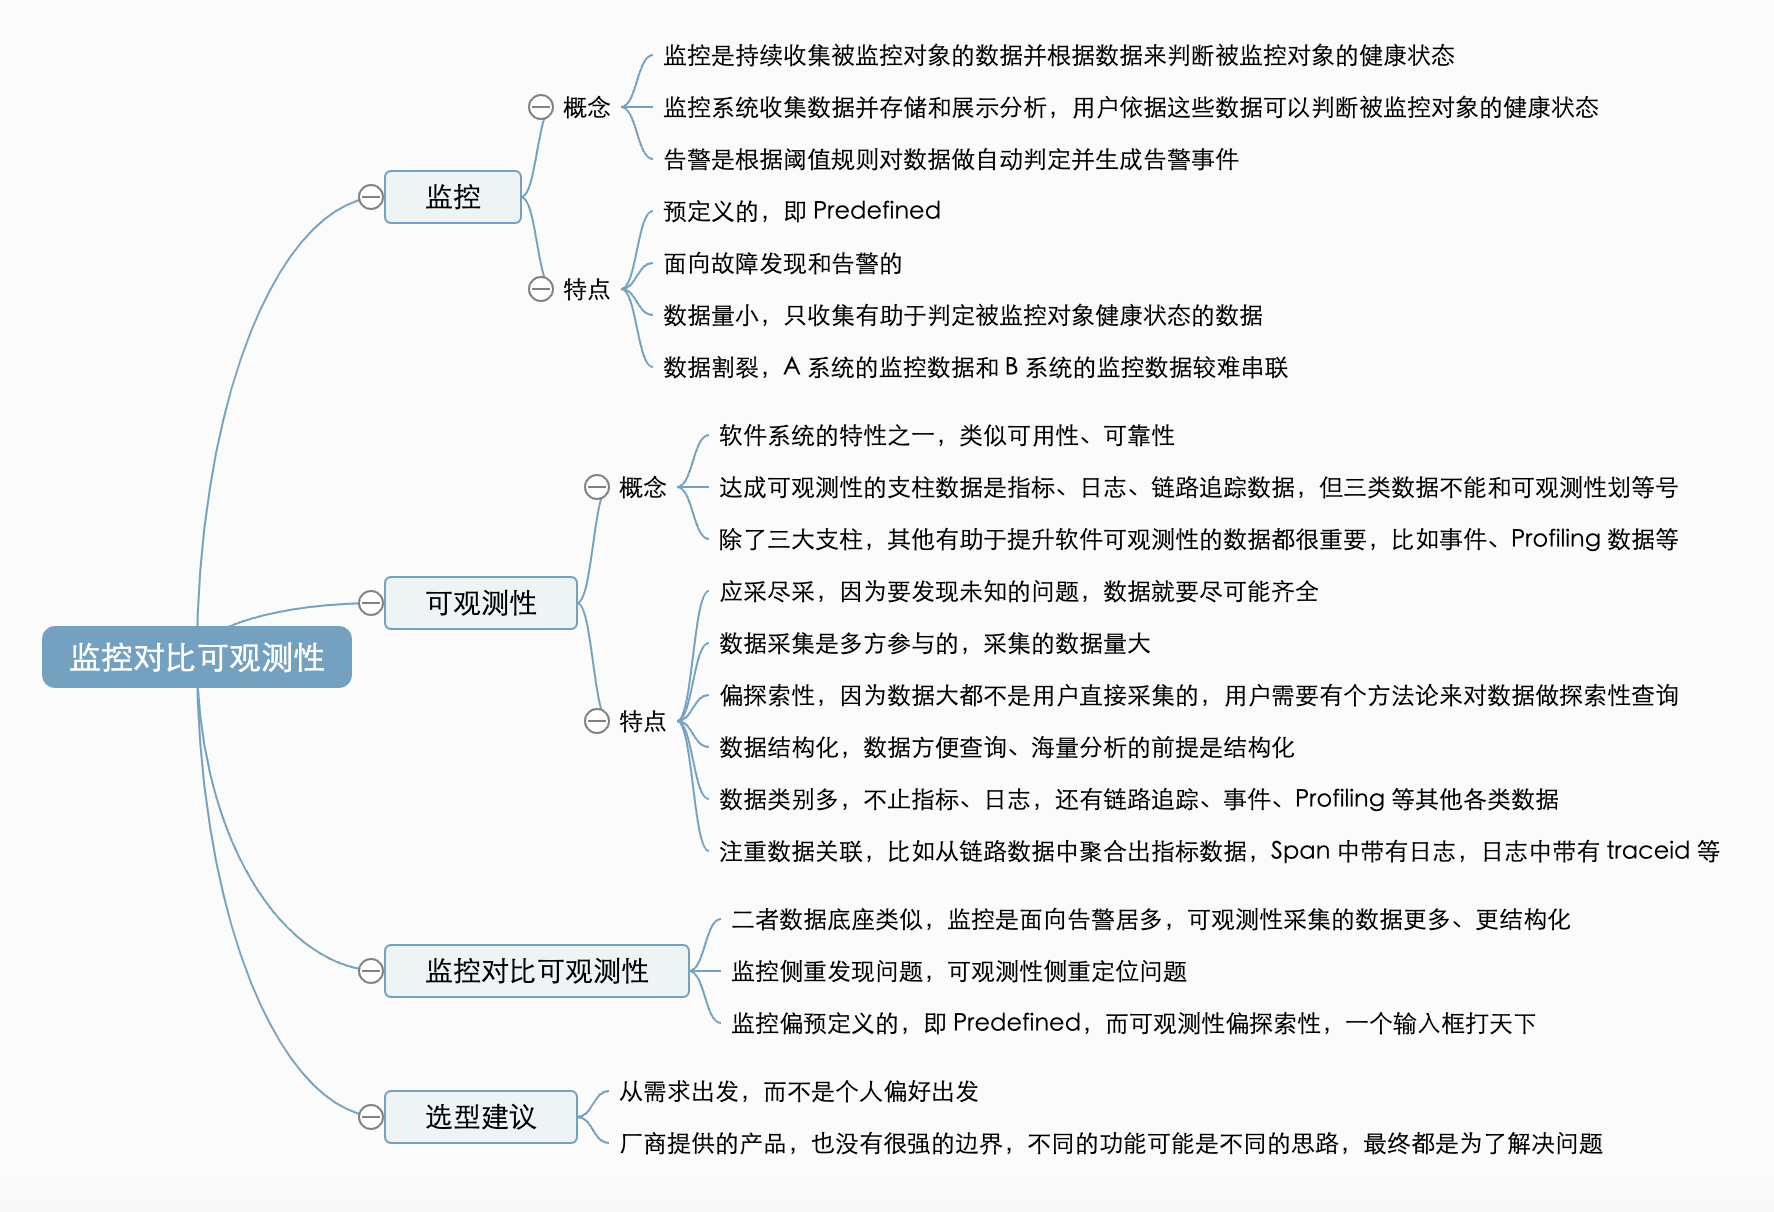 监控对比可观测性
监控
概念
监控是持续收集被监控对象的数据并根据数据来判断被监控对象的健康状态
监控系统收集数据并存储和展示分析，用户依据这些数据可以判断被监控对象的健康状态
告警是根据阈值规则对数据做自动判定并生成告警事件
特点
预定义的，即 Predefined
面向故障发现和告警的
数据量小，只收集有助于判定被监控对象健康状态的数据
数据割裂，A 系统的监控数据和 B 系统的监控数据较难串联
可观测性
概念
软件系统的特性之一，类似可用性、可靠性
达成可观测性的支柱数据是指标、日志、链路追踪数据，但三类数据不能和可观测性划等号
除了三大支柱，其他有助于提升软件可观测性的数据都很重要，比如事件、Profiling 数据等
特点
应采尽采，因为要发现未知的问题，数据就要尽可能齐全
数据采集是多方参与的，采集的数据量大
偏探索性，因为数据大都不是用户直接采集的，用户需要有个方法论来对数据做探索性查询
数据结构化，数据方便查询、海量分析的前提是结构化
数据类别多，不止指标、日志，还有链路追踪、事件、Profiling 等其他各类数据
注重数据关联，比如从链路数据中聚合出指标数据，Span 中带有日志，日志中带有 traceid 等
监控对比可观测性
二者数据底座类似，监控是面向告警居多，可观测性采集的数据更多、更结构化
监控侧重发现问题，可观测性侧重定位问题
监控偏预定义的，即 Predefined，而可观测性偏探索性，一个输入框打天下
选型建议
从需求出发，而不是个人偏好出发
厂商提供的产品，也没有很强的边界，不同的功能可能是不同的思路，最终都是为了解决问题